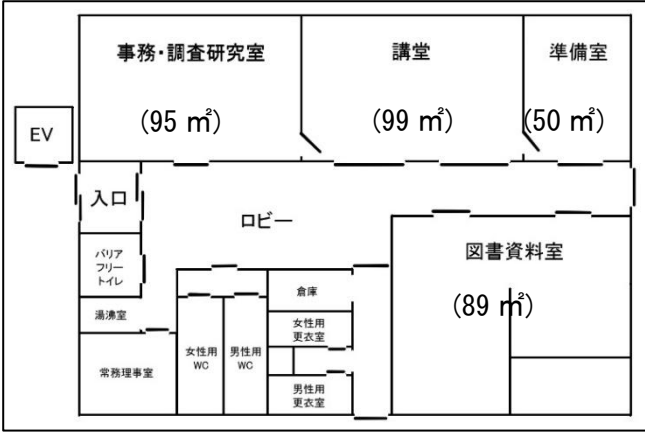 事務・調査研究室
(95 ㎡)
講堂
(99 ㎡)
準備室
(50 ㎡)
EV
入口
ロビー
バリア
フリー
トイレ
図書資料室
(89 ㎡)
湯沸室
倉庫
女性用
更衣室
女性用
WC
男性用
WC
常務理事室
男性用
更衣室